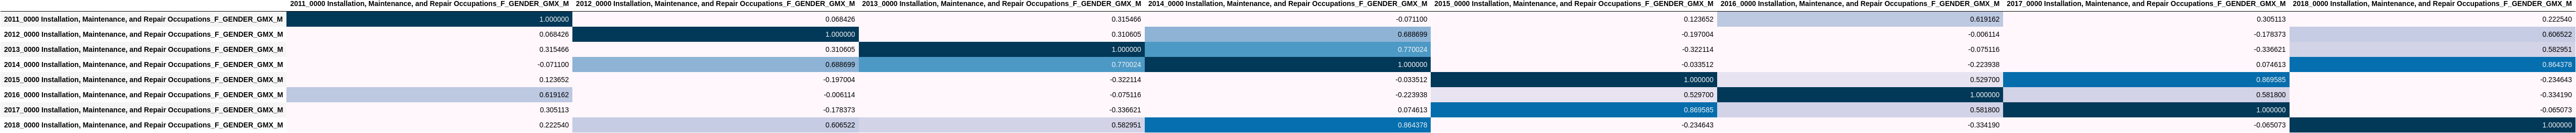 2011_0000 Installation, Maintenance, and Repair Occupations_F_GENDER_GMX_M 2012_0000 Installation, Maintenance, and Repair Occupations_F_GENDER_GMX_M 2013_0000 Installation, Maintenance, and Repair Occupations_F_GENDER_GMX_M 2014_0000 Installation, Maintenance, and Repair Occupations_F_GENDER_GMX_M 2015_0000 Installation, Maintenance, and Repair Occupations_F_GENDER_GMX_M 2016_0000 Installation, Maintenance, and Repair Occupations_F_GENDER_GMX_M 2017_0000 Installation, Maintenance, and Repair Occupations_F_GENDER_GMX_M 2018_0000 Installation, Maintenance, and Repair Occupations_F_GENDER_GMX_M
2011_0000 Installation, Maintenance, and Repair Occupations_F_GENDER_GMX_M 1.000000 0.068426 0.315466 -0.071100 0.123652 0.619162 0.305113 0.222540
2012_0000 Installation, Maintenance, and Repair Occupations_F_GENDER_GMX_M 0.068426 1.000000 0.310605 0.688699 -0.197004 -0.006114 -0.178373 0.606522
2013_0000 Installation, Maintenance, and Repair Occupations_F_GENDER_GMX_M 0.315466 0.310605 1.000000 0.770024 -0.322114 -0.075116 -0.336621 0.582951
2014_0000 Installation, Maintenance, and Repair Occupations_F_GENDER_GMX_M -0.071100 0.688699 0.770024 1.000000 -0.033512 -0.223938 0.074613 0.864378
2015_0000 Installation, Maintenance, and Repair Occupations_F_GENDER_GMX_M 0.123652 -0.197004 -0.322114 -0.033512 1.000000 0.529700 0.869585 -0.234643
2016_0000 Installation, Maintenance, and Repair Occupations_F_GENDER_GMX_M 0.619162 -0.006114 -0.075116 -0.223938 0.529700 1.000000 0.581800 -0.334190
2017_0000 Installation, Maintenance, and Repair Occupations_F_GENDER_GMX_M 0.305113 -0.178373 -0.336621 0.074613 0.869585 0.581800 1.000000 -0.065073
2018_0000 Installation, Maintenance, and Repair Occupations_F_GENDER_GMX_M 0.222540 0.606522 0.582951 0.864378 -0.234643 -0.334190 -0.065073 1.000000